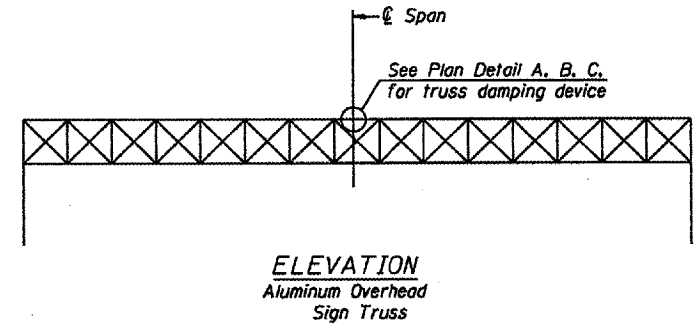 ℄ Span
See Plan Detail A, B, C,
for truss damping device
ELEVATION
Aluminum Overhead
Sign Truss